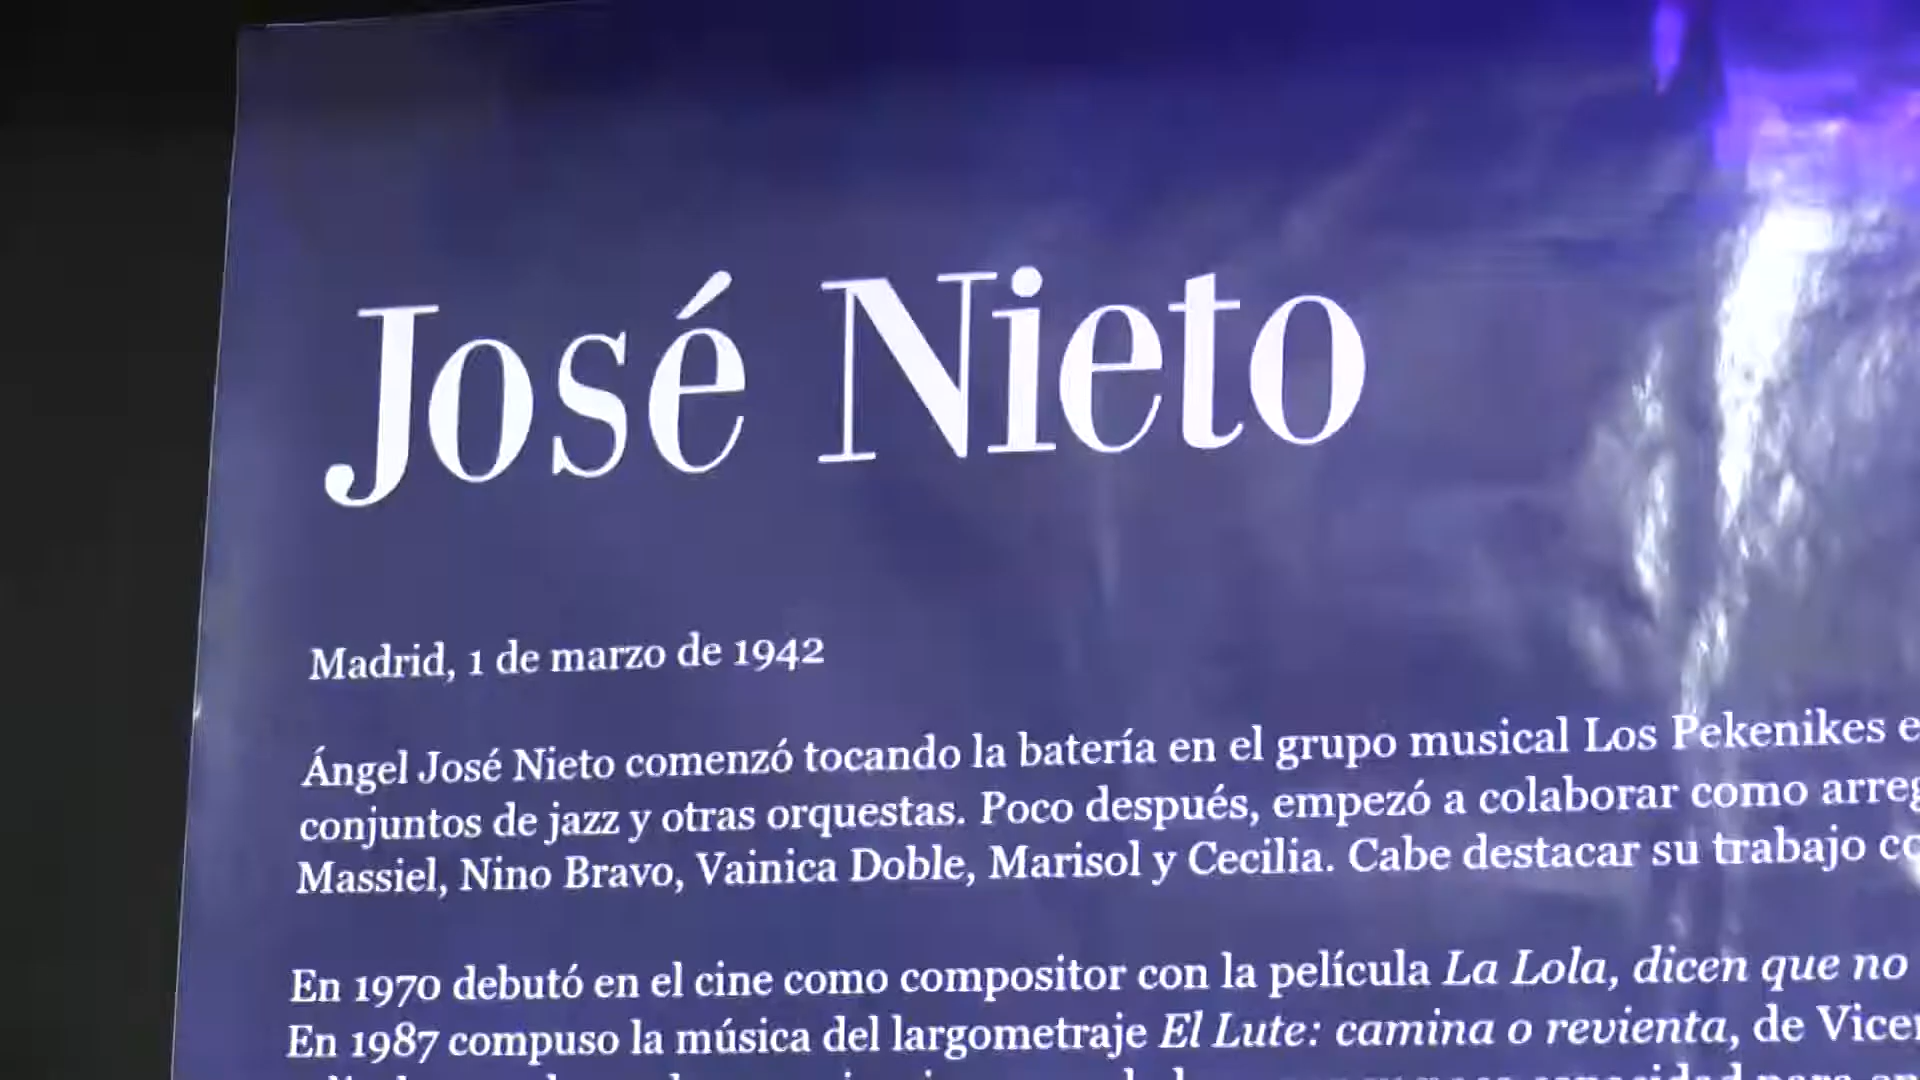 José Nieto
Madrid, 1 de marzo de 1942
Ángel José Nieto comenzó tocando la batería en el grupo musical Los Pekenikes
conjuntos de jazz y otras orquestas. Poco después, empezó a colaborar como
Massiel, Nino Bravo, Vainica Doble, Marisol y Cecilia. Cabe destacar su trabajo
En 1970 debutó en el cine como compositor con la película La Lola, dicen que no
En 1987 compuso la música del largometraje El Lute: camina o revienta, de